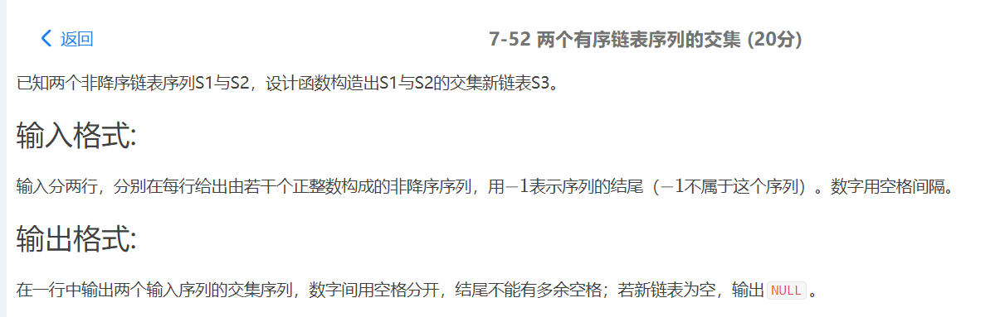 返回
7-52 两个有序链表序列的交集 (20分)
已知两个非降序链表序列S1与S2，设计函数构造出S1与S2的交集新链表S3。
输入格式:
输入分两行，分别在每行给出由若干个正整数构成的非降序序列，用−1表示序列的结尾（−1不属于这个序列）。数字用空格间隔。
输出格式:
在一行中输出两个输入序列的交集序列，数字间用空格分开，结尾不能有多余空格；若新链表为空，输出NULL。